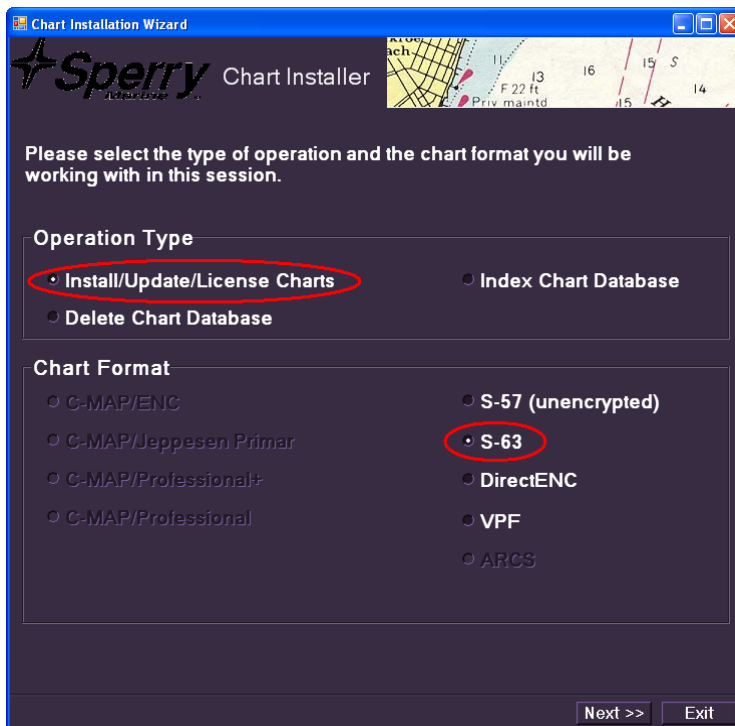 Chart Installation Wizard
Sperry Marine
Chart Installer
ach
11
13
16
15 S
F 22 ft
14
Priv maintd
15
H
Please select the type of operation and the chart format you will be
working with in this session.
Operation Type
Install/Update/License Charts
Index Chart Database
Delete Chart Database
Chart Format
C-MAP/ENC
S-57 (unencrypted)
C-MAP/Jeppesen Primar
S-63
C-MAP/Professional+
DirectENC
C-MAP/Professional
VPF
ARCS
Next >>
Exit